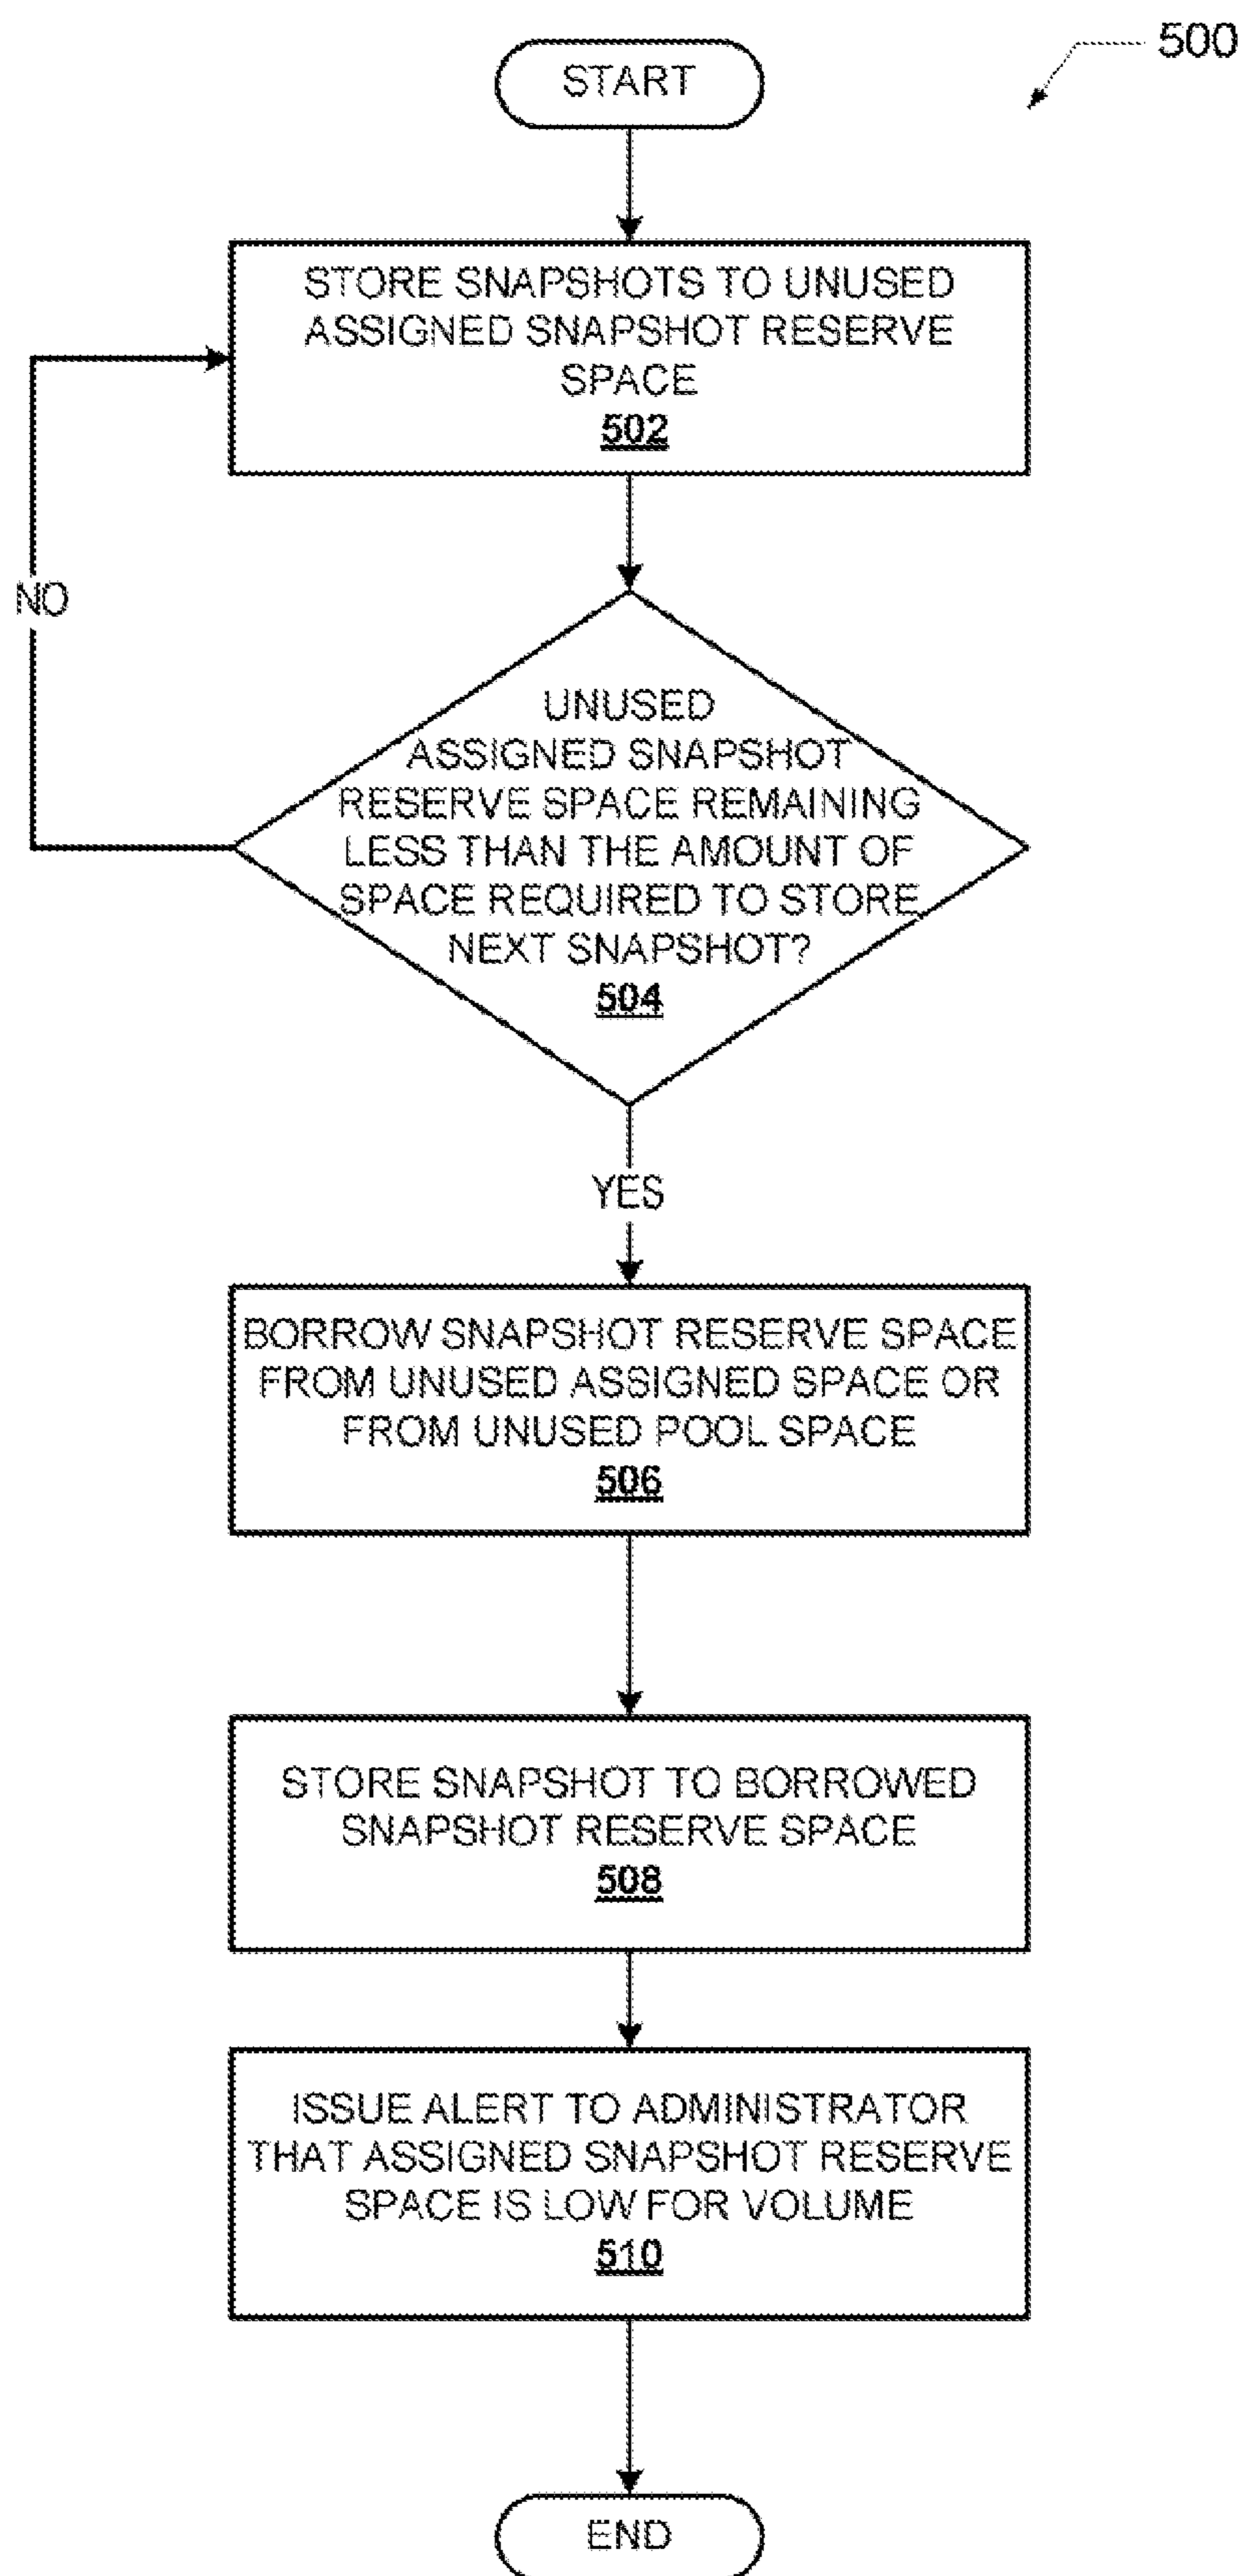 500
START
STORE SNAPSHOTS TO UNUSED
ASSIGNED SNAPSHOT RESERVE
SPACE
502
NO
UNUSED
ASSIGNED SNAPSHOT
RESERVE SPACE REMAINING
LESS THAN THE AMOUNT OF
SPACE REQUIRED TO STORE
NEXT SNAPSHOT?
504
YES
BORROW SNAPSHOT RESERVE SPACE
FROM UNUSED ASSIGNED SPACE OR
FROM UNUSED POOL SPACE
506
STORE SNAPSHOT TO BORROWED
SNAPSHOT RESERVE SPACE
508
ISSUE ALERT TO ADMINISTRATOR
THAT ASSIGNED SNAPSHOT RESERVE
SPACE IS LOW FOR VOLUME
510
END